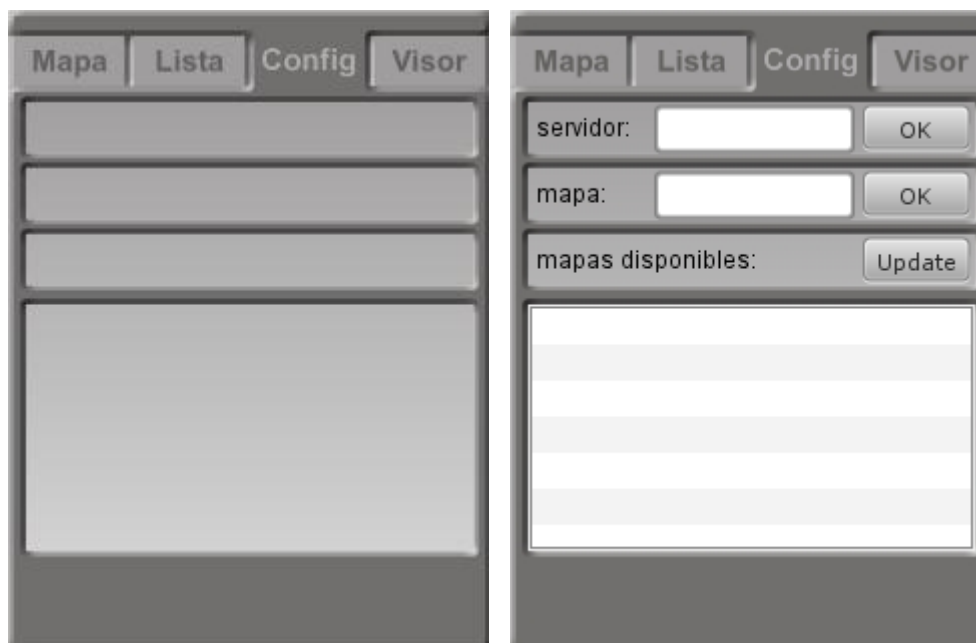 Mapa Lista Config Visor
Mapa Lista Config Visor
servidor: OK
mapa: OK
mapas disponibles: Update